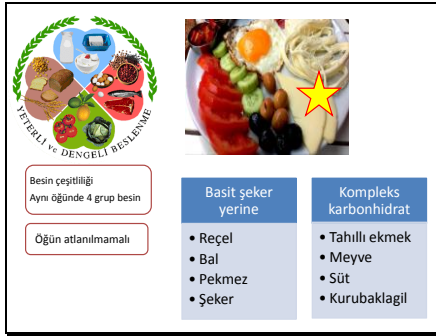 YETERLİ ve DENGELİ BESLENME
Besin çeşitliliği
Aynı öğünde 4 grup besin
Öğün atlanılmamalı
Basit şeker
yerine
• Reçel
• Bal
• Pekmez
• Şeker
Kompleks
karbonhidrat
• Tahıllı ekmek
• Meyve
• Süt
• Kurubaklagil